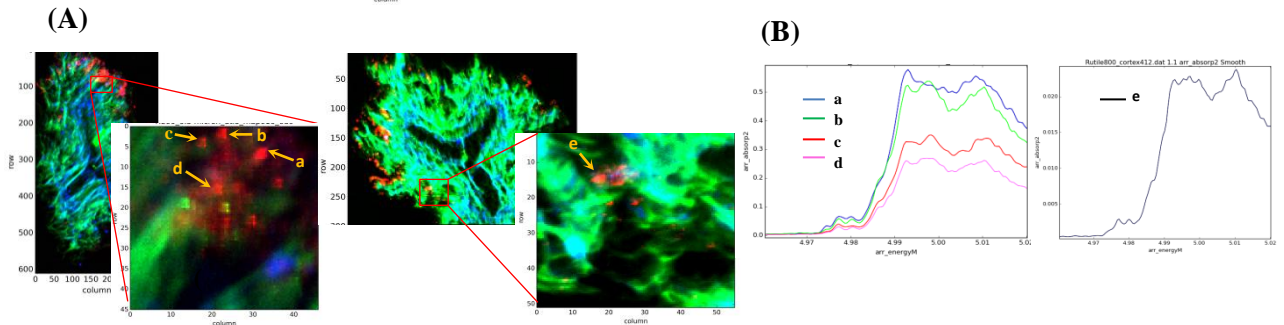 column
(A)
(B)
0
100
200
300
400
500
600
row
0 50 100 150 200
column
0
5
10
15
20
25
30
35
40
45
row
c
b
a
d
0 10 20 30 40
column
50
100
150
200
250
row
e
10
20
30
40
50
row
0 10 20 30 40 50
column
0.5
0.4
0.3
0.2
0.1
0.0
arr_absorp2
a
b
c
d
4.97 4.98 4.99 5.00 5.01 5.02
arr_energyM
Rutile800_cortex412.dat 1.1 arr_absorp2 Smooth
0.020
0.015
0.010
0.005
arr_absorp2
e
4.97 4.98 4.99 5.00 5.01 5.02
arr_energyM